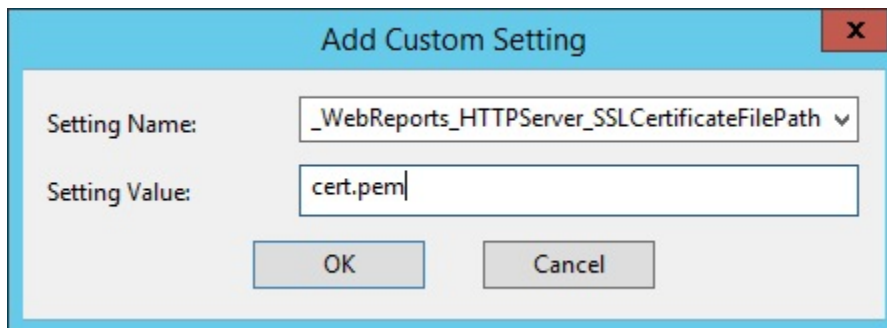 Add Custom Setting
x
Setting Name: _WebReports_HTTPServer_SSLCertificateFilePath
Setting Value: cert.pem
OK Cancel